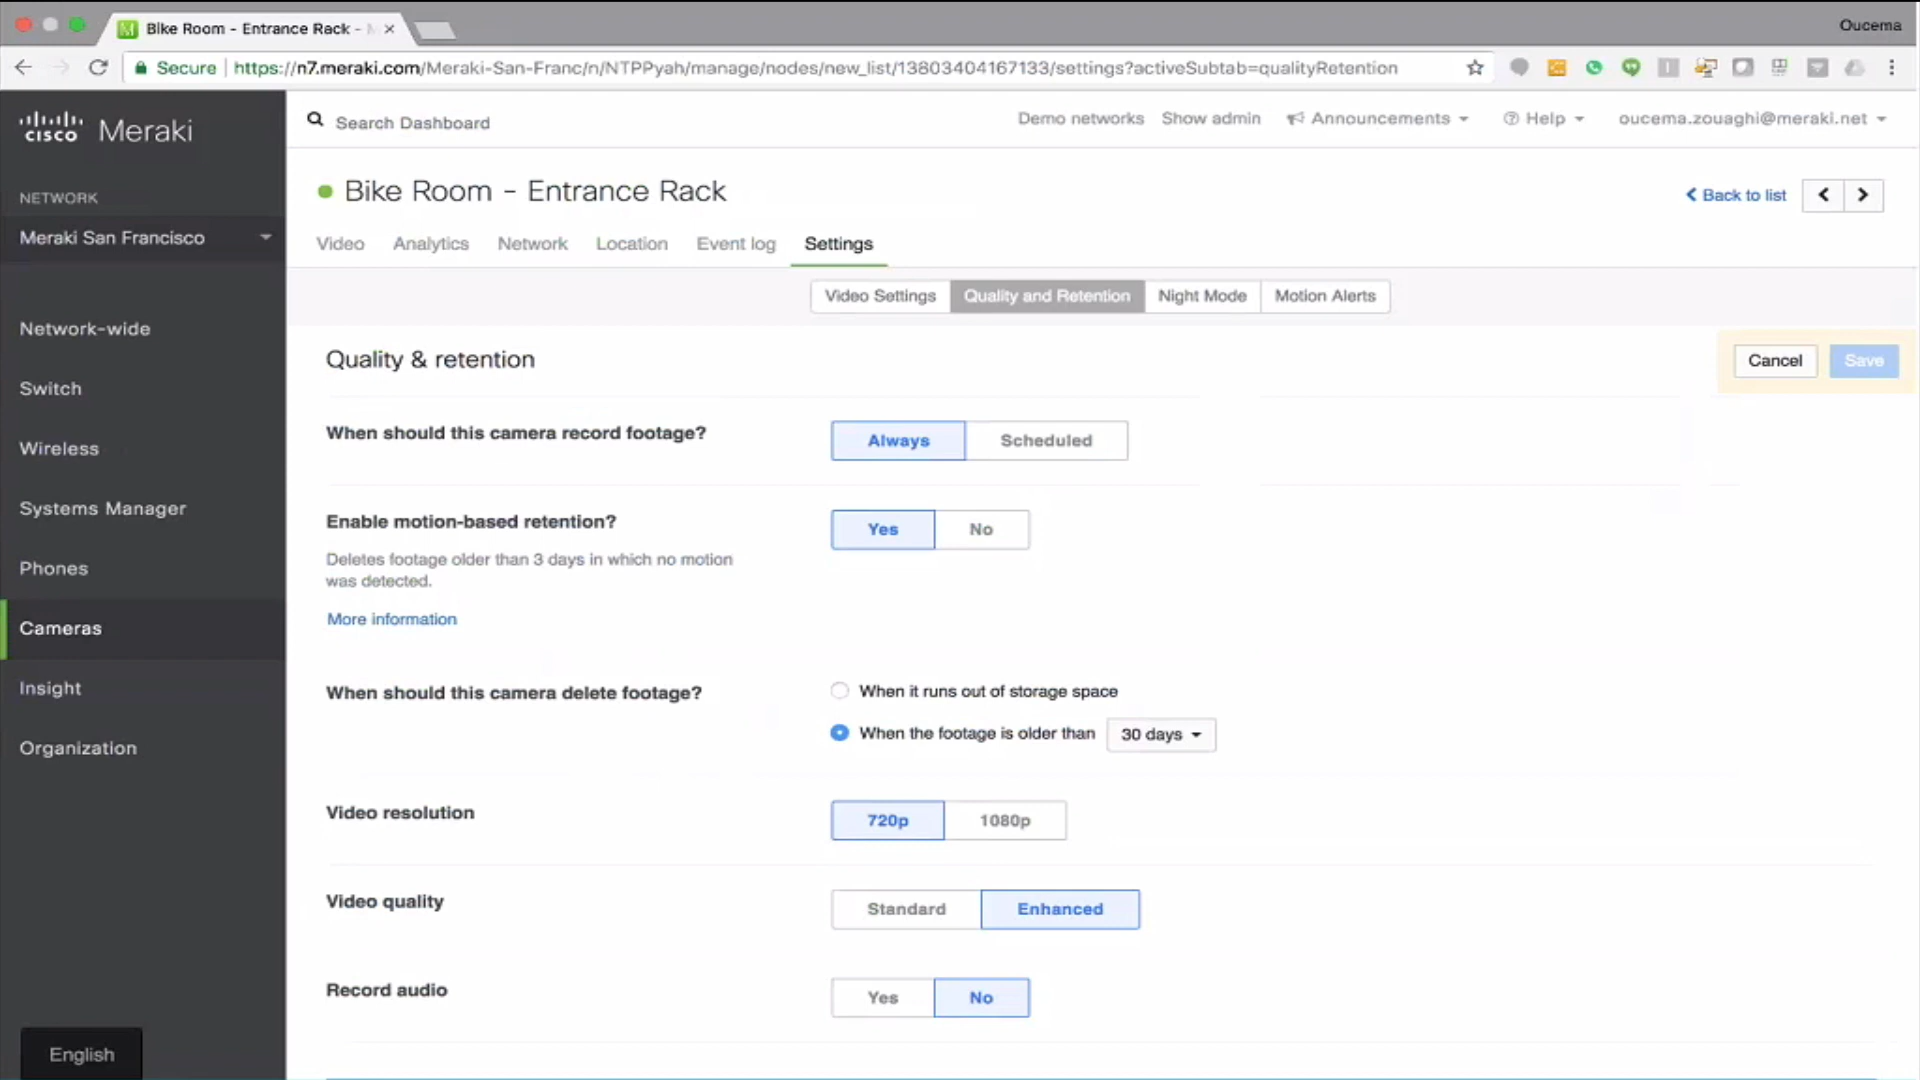 Bike Room - Entrance Rack -
Oucema
Secure
https://n7.meraki.com/Meraki-San-Franc/n/NTPPyah/manage/nodes/new_list/13803404167133/settings?activeSubtab=qualityRetention
CISCO Meraki
Search Dashboard
Demo networks
Show admin
Announcements
Help
oucema.zouaghi@meraki.net
NETWORK
Meraki San Francisco
Network-wide
Switch
Wireless
Systems Manager
Phones
Cameras
Insight
Organization
English
Bike Room - Entrance Rack
Back to list
Video
Analytics
Network
Location
Event log
Settings
Video Settings
Quality and Retention
Night Mode
Motion Alerts
Quality & retention
Cancel
Save
When should this camera record footage?
Always
Scheduled
Enable motion-based retention?
Yes
No
Deletes footage older than 3 days in which no motion
was detected.
More information
When should this camera delete footage?
When it runs out of storage space
When the footage is older than
30 days
Video resolution
720p
1080p
Video quality
Standard
Enhanced
Record audio
Yes
No